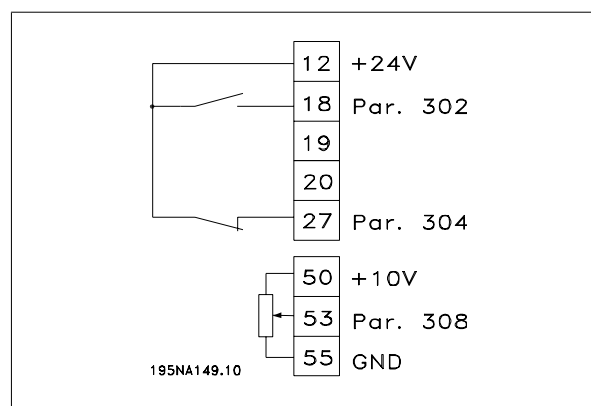 12 +24V
18 Par. 302
19
20
27 Par. 304
50 +10V
53 Par. 308
55 GND
195NA149.10